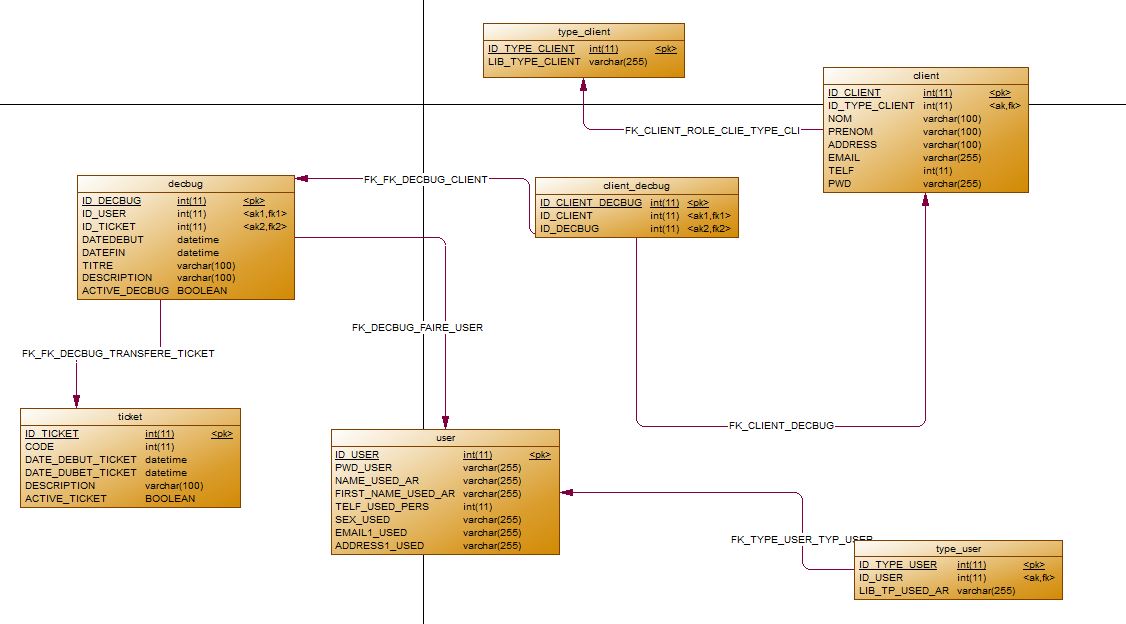 type_client
ID_TYPE_CLIENT int(11) <pk>
LIB_TYPE_CLIENT varchar(255)
client
ID_CLIENT int(11) <pk>
ID_TYPE_CLIENT int(11) <ak,fk>
NOM varchar(100)
PRENOM varchar(100)
ADDRESS varchar(100)
EMAIL varchar(255)
TELF int(11)
PWD varchar(255)
FK_CLIENT_ROLE_CLIE_TYPE_CLI
decbug
ID_DECBUG int(11) <pk>
ID_USER int(11) <ak1,fk1>
ID_TICKET int(11) <ak2,fk2>
DATEDEBUT datetime
DATEFIN datetime
TITRE varchar(100)
DESCRIPTION varchar(100)
ACTIVE_DECBUG BOOLEAN
FK_FK_DECBUG_CLIENT
client_decbug
ID_CLIENT_DECBUG int(11) <pk>
ID_CLIENT int(11) <ak1,fk1>
ID_DECBUG int(11) <ak2,fk2>
FK_DECBUG_FAIRE_USER
FK_FK_DECBUG_TRANSFERE_TICKET
ticket
ID_TICKET int(11) <pk>
CODE int(11)
DATE_DEBUT_TICKET datetime
DATE_DUBET_TICKET datetime
DESCRIPTION varchar(100)
ACTIVE_TICKET BOOLEAN
FK_CLIENT_DECBUG
user
ID_USER int(11) <pk>
PWD_USER varchar(255)
NAME_USED_AR varchar(255)
FIRST_NAME_USED_AR varchar(255)
TELF_USED_PERS int(11)
SEX_USED varchar(255)
EMAIL1_USED varchar(255)
ADDRESS1_USED varchar(255)
FK_TYPE_USER_TYP_USER
type_user
ID_TYPE_USER int(11) <pk>
ID_USER int(11) <ak,fk>
LIB_TP_USED_AR varchar(255)